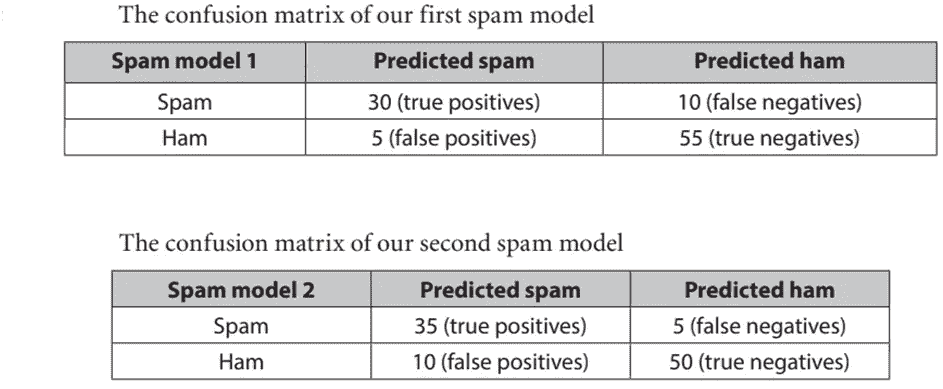 The confusion matrix of our first spam model
Spam model 1 Predicted spam Predicted ham
Spam 30 (true positives) 10 (false negatives)
Ham 5 (false positives) 55 (true negatives)
The confusion matrix of our second spam model
Spam model 2 Predicted spam Predicted ham
Spam 35 (true positives) 5 (false negatives)
Ham 10 (false positives) 50 (true negatives)